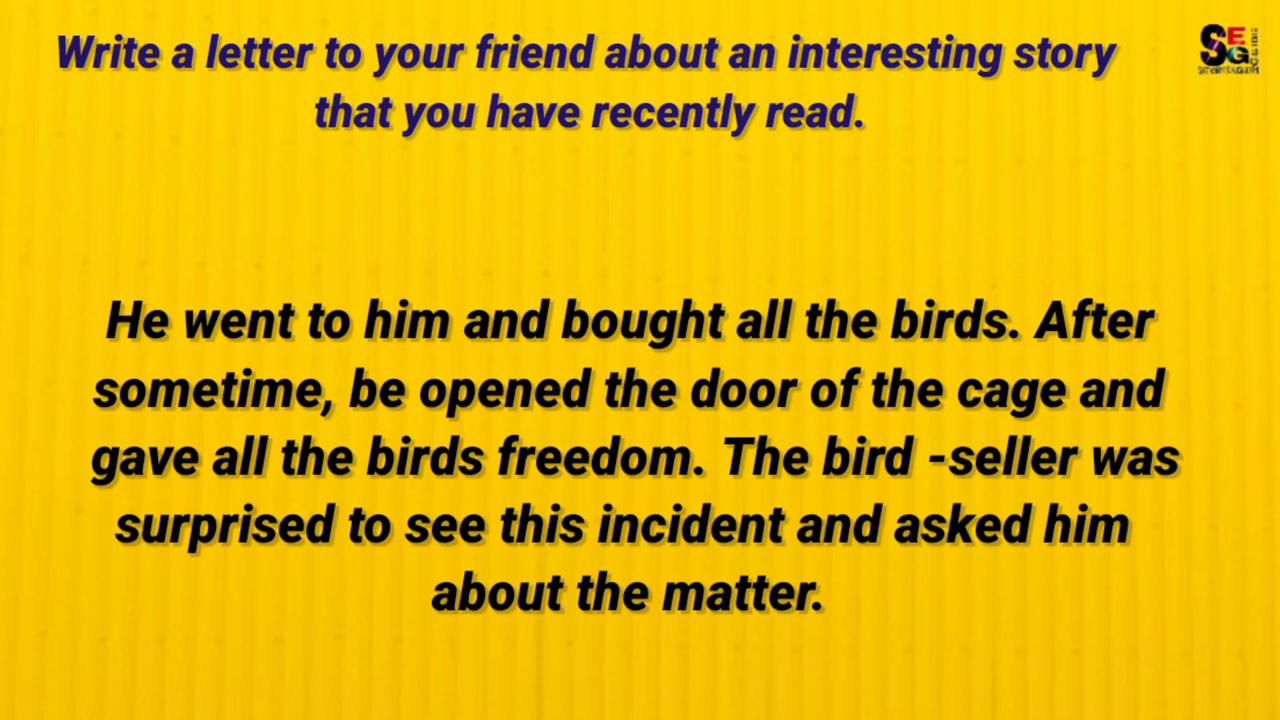 Write a letter to your friend about an interesting story
that you have recently read.
He went to him and bought all the birds. After
sometime, be opened the door of the cage and
gave all the birds freedom. The bird -seller was
surprised to see this incident and asked him
about the matter.
SEG